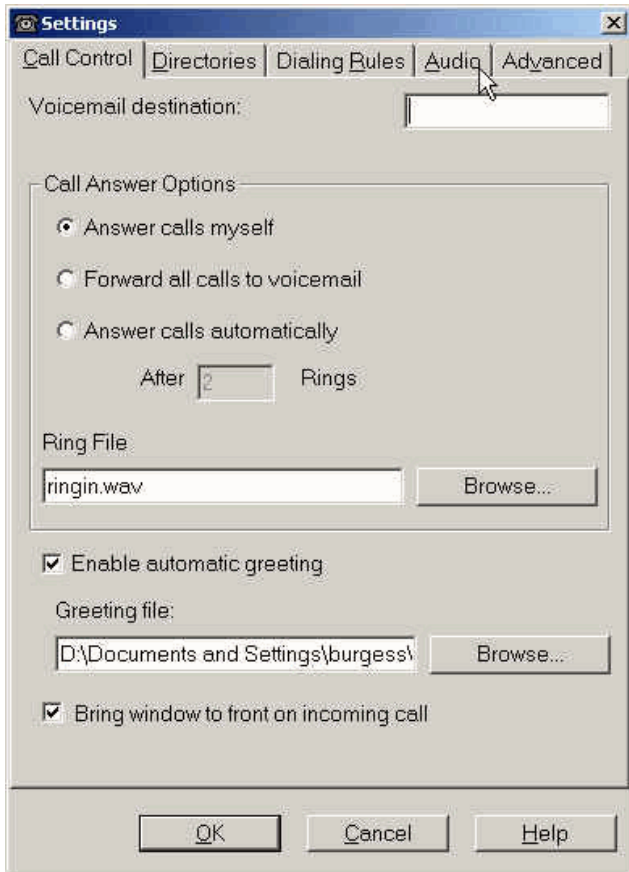 Settings
Call Control Directories Dialing Rules Audio Advanced
Voicemail destination:
Call Answer Options
Answer calls myself
Forward all calls to voicemail
Answer calls automatically
After 2 Rings
Ring File
ringin.wav Browse...
Enable automatic greeting
Greeting file:
D:\Documents and Settings\burgess\ Browse...
Bring window to front on incoming call
OK Cancel Help